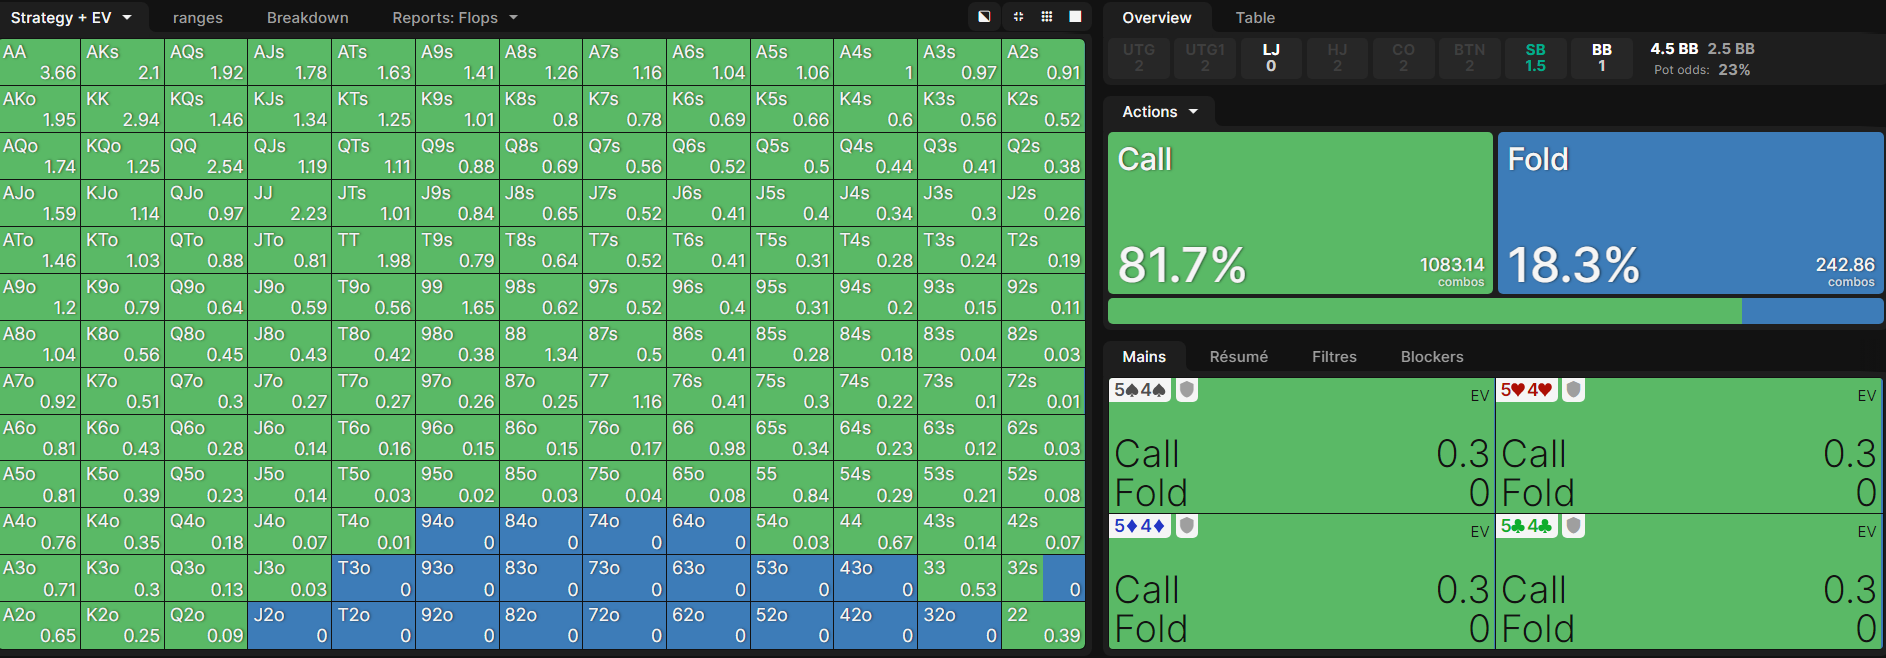 Strategy + EV ranges Breakdown Reports: Flops
AA AKs AQs AJs ATs A9s A8s A7s A6s A5s A4s A3s A2s
3.66 2.1 1.92 1.78 1.63 1.41 1.26 1.16 1.04 1.06 1 0.97 0.91
AKo KK KQs KJs KTs K9s K8s K7s K6s K5s K4s K3s K2s
1.95 2.94 1.46 1.34 1.25 1.01 0.8 0.78 0.69 0.66 0.6 0.56 0.52
AQo KQo QQ QJs QTs Q9s Q8s Q7s Q6s Q5s Q4s Q3s Q2s
1.74 1.25 2.54 1.19 1.11 0.88 0.69 0.56 0.52 0.5 0.44 0.41 0.38
AJo KJo QJo JJ JTs J9s J8s J7s J6s J5s J4s J3s J2s
1.59 1.14 0.97 2.23 1.01 0.84 0.65 0.52 0.41 0.4 0.34 0.3 0.26
ATo KTo QTo JTo TT T9s T8s T7s T6s T5s T4s T3s T2s
1.46 1.03 0.88 0.81 1.98 0.79 0.64 0.52 0.41 0.31 0.28 0.24 0.19
A9o K9o Q9o J9o T9o 99 98s 97s 96s 95s 94s 93s 92s
1.2 0.79 0.64 0.59 0.56 1.65 0.62 0.52 0.4 0.31 0.2 0.15 0.11
A8o K8o Q8o J8o T8o 98o 88 87s 86s 85s 84s 83s 82s
1.04 0.56 0.45 0.43 0.42 0.38 1.34 0.5 0.41 0.28 0.18 0.04 0.03
A7o K7o Q7o J7o T7o 97o 87o 77 76s 75s 74s 73s 72s
0.92 0.51 0.3 0.27 0.27 0.26 0.25 1.16 0.41 0.3 0.22 0.1 0.01
A6o K6o Q6o J6o T6o 96o 86o 76o 66 65s 64s 63s 62s
0.81 0.43 0.28 0.14 0.16 0.15 0.15 0.17 0.98 0.34 0.23 0.12 0.03
A5o K5o Q5o J5o T5o 95o 85o 75o 65o 55 54s 53s 52s
0.81 0.39 0.23 0.14 0.03 0.02 0.03 0.04 0.08 0.84 0.29 0.21 0.08
A4o K4o Q4o J4o T4o 94o 84o 74o 64o 54o 44 43s 42s
0.76 0.35 0.18 0.07 0.01 0 0 0 0 0.03 0.67 0.14 0.07
A3o K3o Q3o J3o T3o 93o 83o 73o 63o 53o 43o 33 32s
0.71 0.3 0.13 0.03 0 0 0 0 0 0 0 0.53 0
A2o K2o Q2o J2o T2o 92o 82o 72o 62o 52o 42o 32o 22
0.65 0.25 0.09 0 0 0 0 0 0 0 0 0 0.39
Overview Table
UTG UTG1 LJ HJ CO BTN SB BB 4.5 BB 2.5 BB
2 2 0 2 2 2 1.5 1 Pot odds: 23%
Actions
Call Fold
81.7% 1083.14 combos 18.3% 242.86 combos
Mains Résumé Filtres Blockers
5♠4♠ EV 5♥4♥ EV
Call 0.3 Call 0.3
Fold 0 Fold 0
5♦4♦ EV 5♣4♣ EV
Call 0.3 Call 0.3
Fold 0 Fold 0